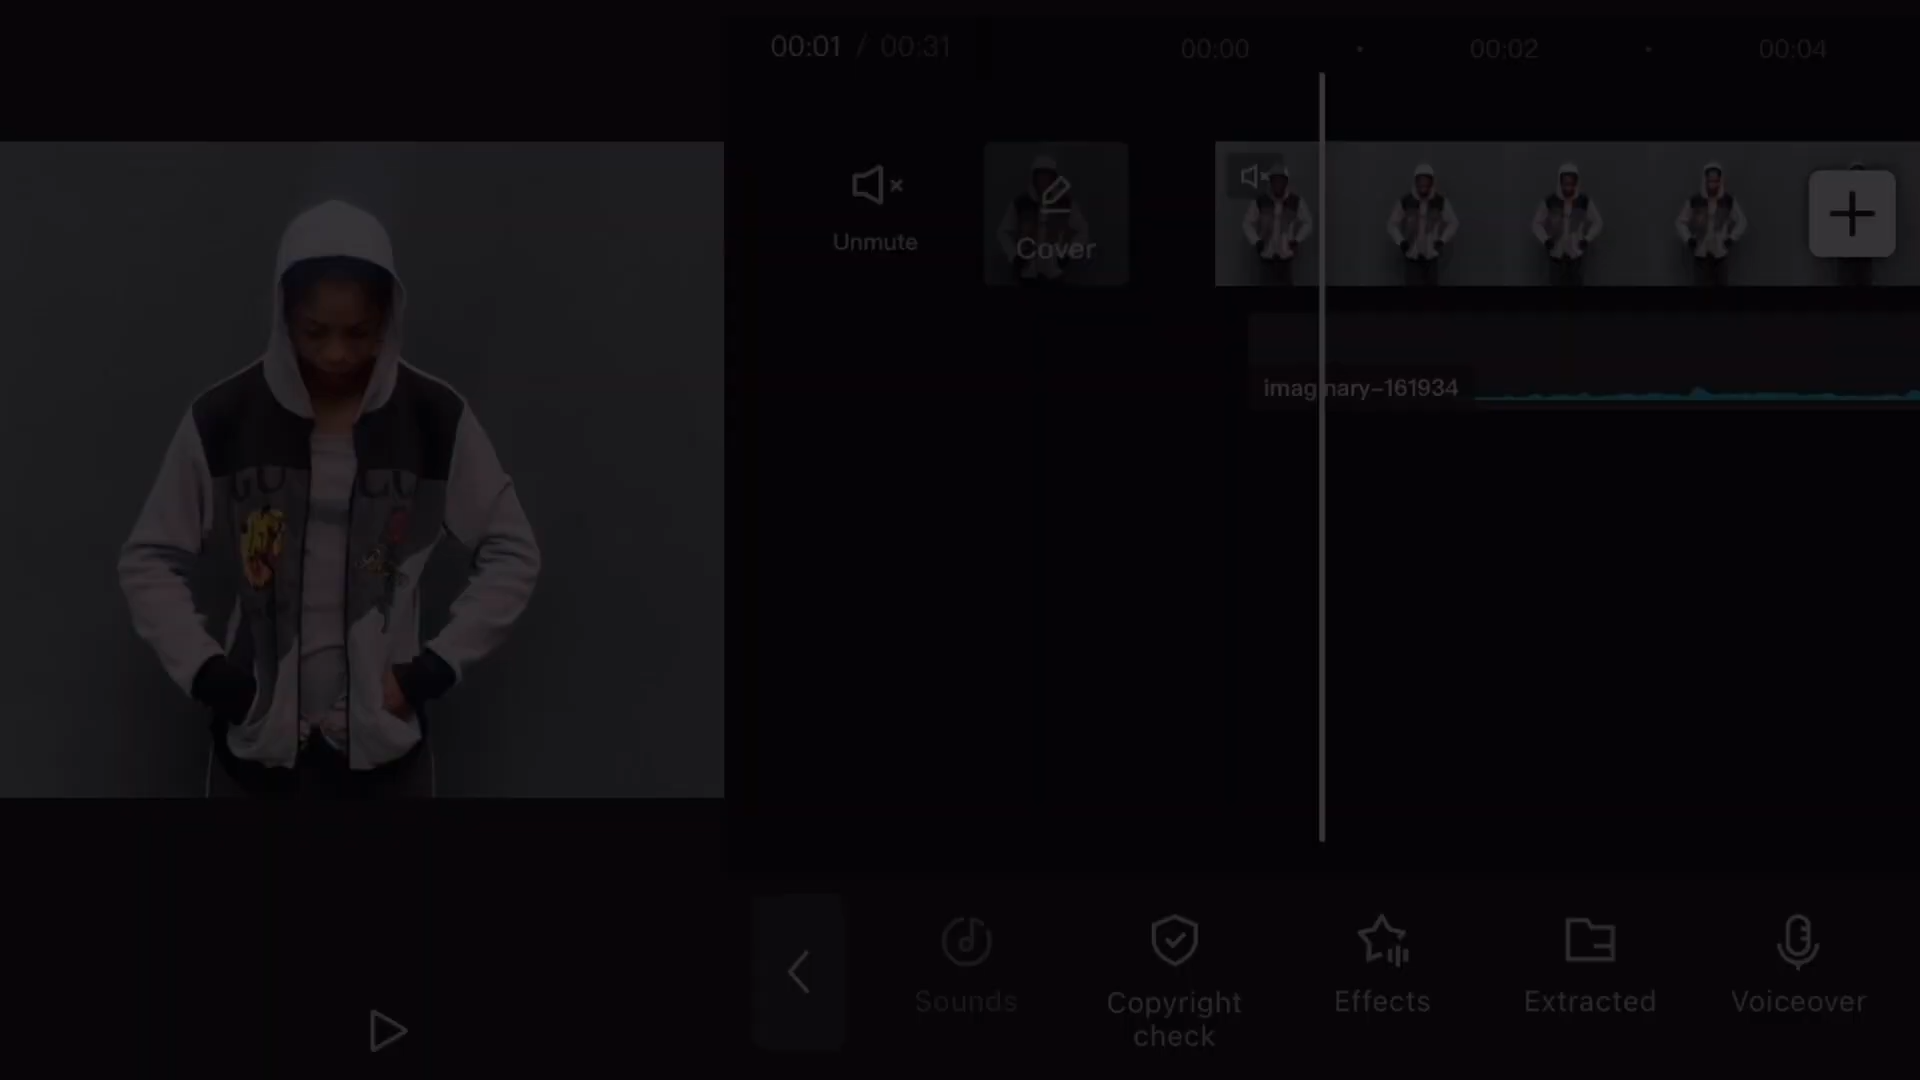 00:01 / 00:31
00:00
00:02
00:04
Unmute
Cover
imaginary-161934
Sounds
Copyright
check
Effects
Extracted
Voiceover